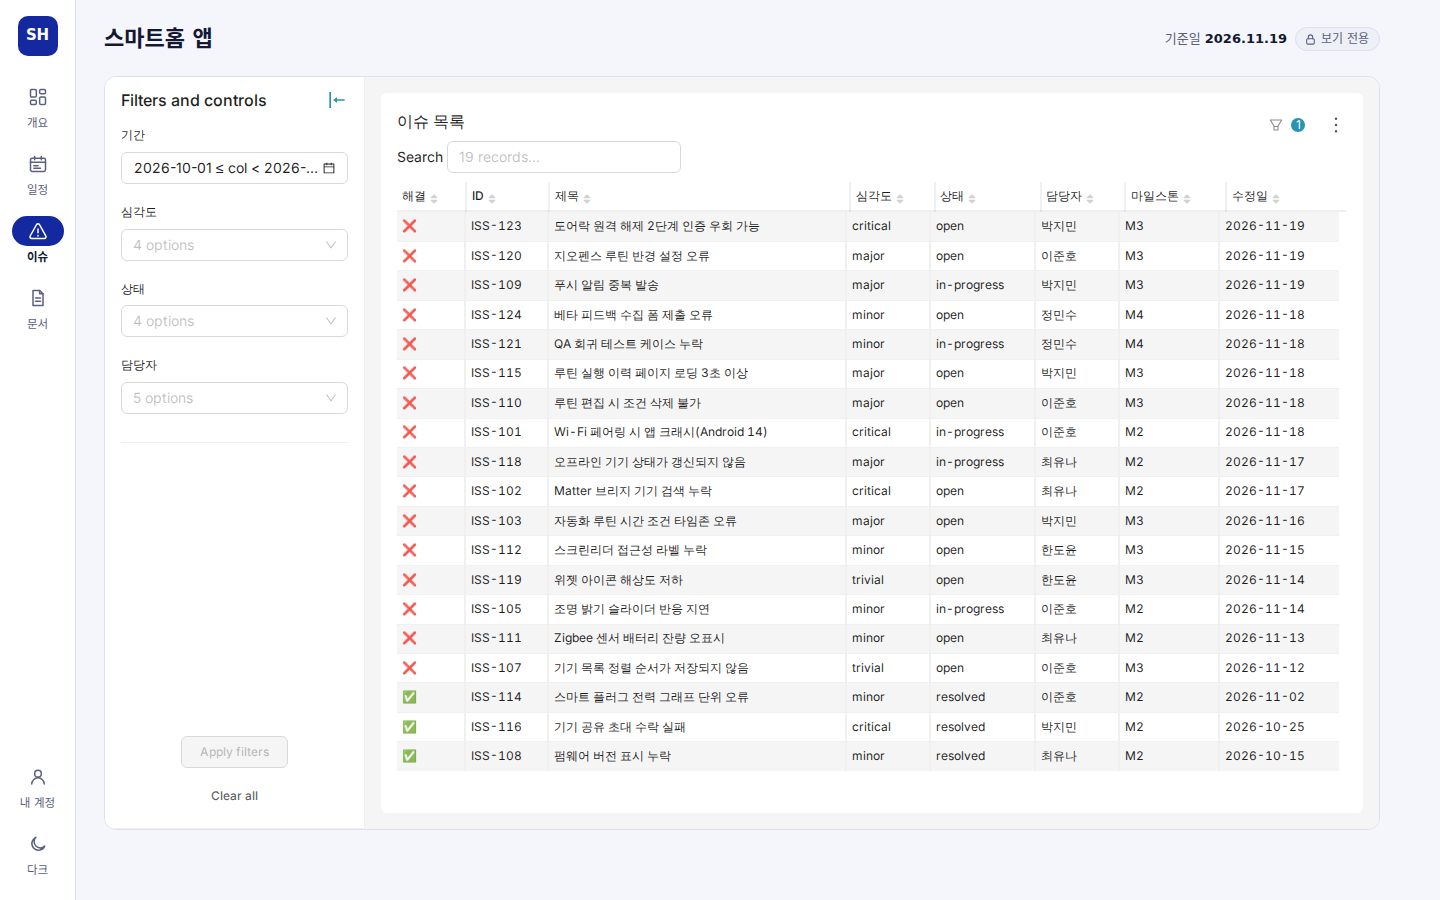 SH
개요
일정
이슈
문서
내 계정
다크
스마트홈 앱
기준일 2026.11.19 보기 전용
Filters and controls
기간
2026-10-01 ≤ col < 2026-...
심각도
4 options
상태
4 options
담당자
5 options
Apply filters
Clear all
이슈 목록
1
Search 19 records...
해결 ID 제목 심각도 상태 담당자 마일스톤 수정일
❌ ISS-123 도어락 원격 해제 2단계 인증 우회 가능 critical open 박지민 M3 2026-11-19
❌ ISS-120 지오펜스 루틴 반경 설정 오류 major open 이준호 M3 2026-11-19
❌ ISS-109 푸시 알림 중복 발송 major in-progress 박지민 M3 2026-11-19
❌ ISS-124 베타 피드백 수집 폼 제출 오류 minor open 정민수 M4 2026-11-18
❌ ISS-121 QA 회귀 테스트 케이스 누락 minor in-progress 정민수 M4 2026-11-18
❌ ISS-115 루틴 실행 이력 페이지 로딩 3초 이상 major open 박지민 M3 2026-11-18
❌ ISS-110 루틴 편집 시 조건 삭제 불가 major open 이준호 M3 2026-11-18
❌ ISS-101 Wi-Fi 페어링 시 앱 크래시(Android 14) critical in-progress 이준호 M2 2026-11-18
❌ ISS-118 오프라인 기기 상태가 갱신되지 않음 major in-progress 최유나 M2 2026-11-17
❌ ISS-102 Matter 브리지 기기 검색 누락 critical open 최유나 M2 2026-11-17
❌ ISS-103 자동화 루틴 시간 조건 타임존 오류 major open 박지민 M3 2026-11-16
❌ ISS-112 스크린리더 접근성 라벨 누락 minor open 한도윤 M3 2026-11-15
❌ ISS-119 위젯 아이콘 해상도 저하 trivial open 한도윤 M3 2026-11-14
❌ ISS-105 조명 밝기 슬라이더 반응 지연 minor in-progress 이준호 M2 2026-11-14
❌ ISS-111 Zigbee 센서 배터리 잔량 오표시 minor open 최유나 M2 2026-11-13
❌ ISS-107 기기 목록 정렬 순서가 저장되지 않음 trivial open 이준호 M3 2026-11-12
✅ ISS-114 스마트 플러그 전력 그래프 단위 오류 minor resolved 이준호 M2 2026-11-02
✅ ISS-116 기기 공유 초대 수락 실패 critical resolved 박지민 M2 2026-10-25
✅ ISS-108 펌웨어 버전 표시 누락 minor resolved 최유나 M2 2026-10-15